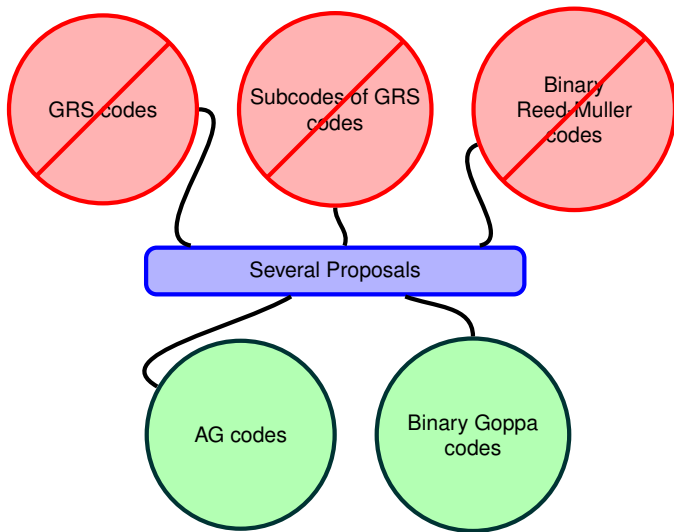 GRS codes
Subcodes of GRS
codes
Binary
Reed-Muller
codes
Several Proposals
AG codes
Binary Goppa
codes